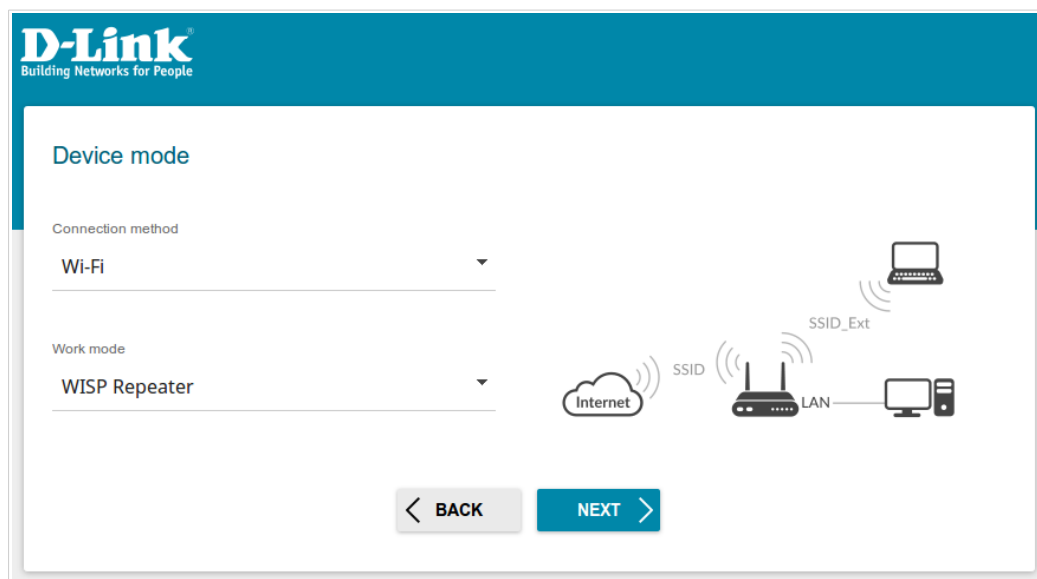 D-Link®
Building Networks for People
Device mode
Connection method
Wi-Fi
Work mode
WISP Repeater
SSID_Ext
SSID
Internet
LAN
BACK
NEXT